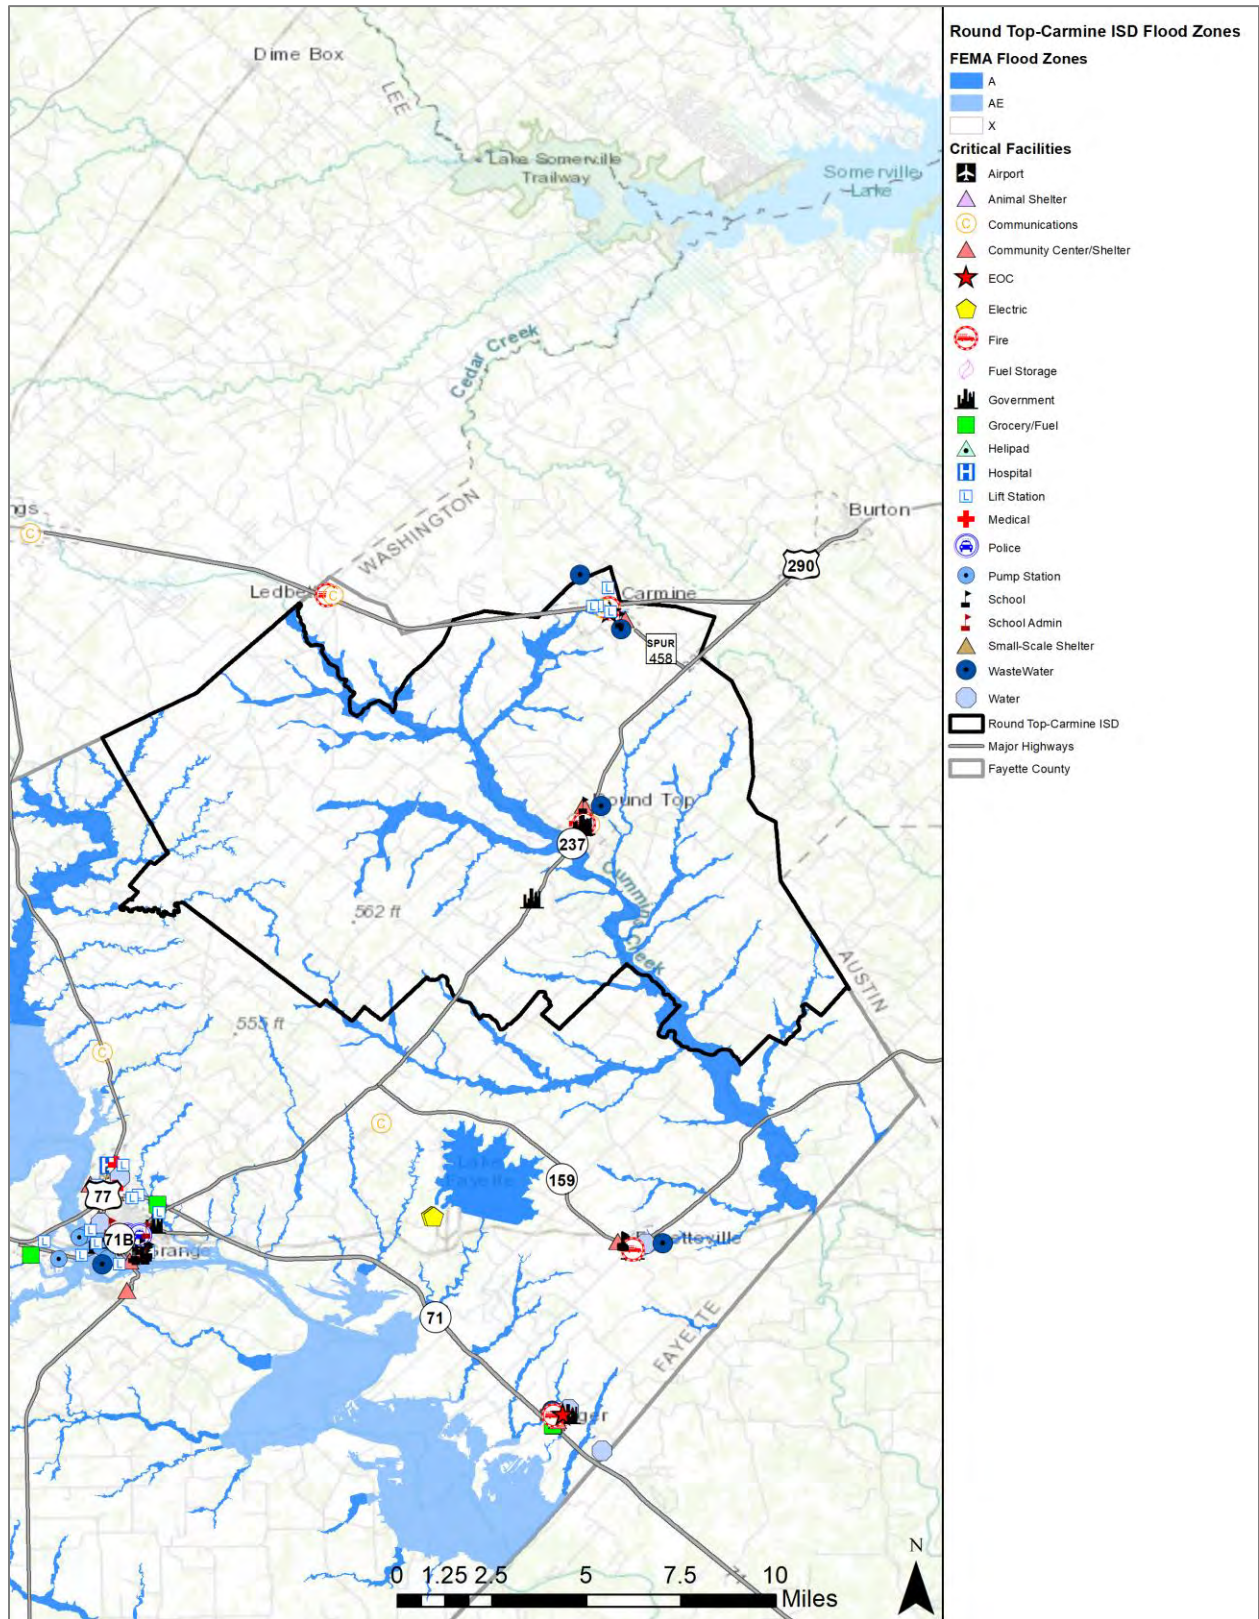 Dime Box
LEE
Lake Somerville
Trailway
Somerville
Lake
Cedar Creek
WASHINGTON
Burton
290
C
C
L
L
L
Carmine
SPUR
458
Round Top
237
Cummins
Creek
562 ft
AUSTIN
555 ft
C
C
Lake
Fayette
159
H
L
77
L
L
L
71B
L
L
L
L
L
71
FAYETTE
N
0 1.25 2.5 5 7.5 10
Miles
Round Top-Carmine ISD Flood Zones
FEMA Flood Zones
A
AE
X
Critical Facilities
Airport
Animal Shelter
C Communications
Community Center/Shelter
EOC
Electric
Fire
Fuel Storage
Government
Grocery/Fuel
Helipad
H Hospital
L Lift Station
Medical
Police
Pump Station
School
School Admin
Small-Scale Shelter
WasteWater
Water
Round Top-Carmine ISD
Major Highways
Fayette County